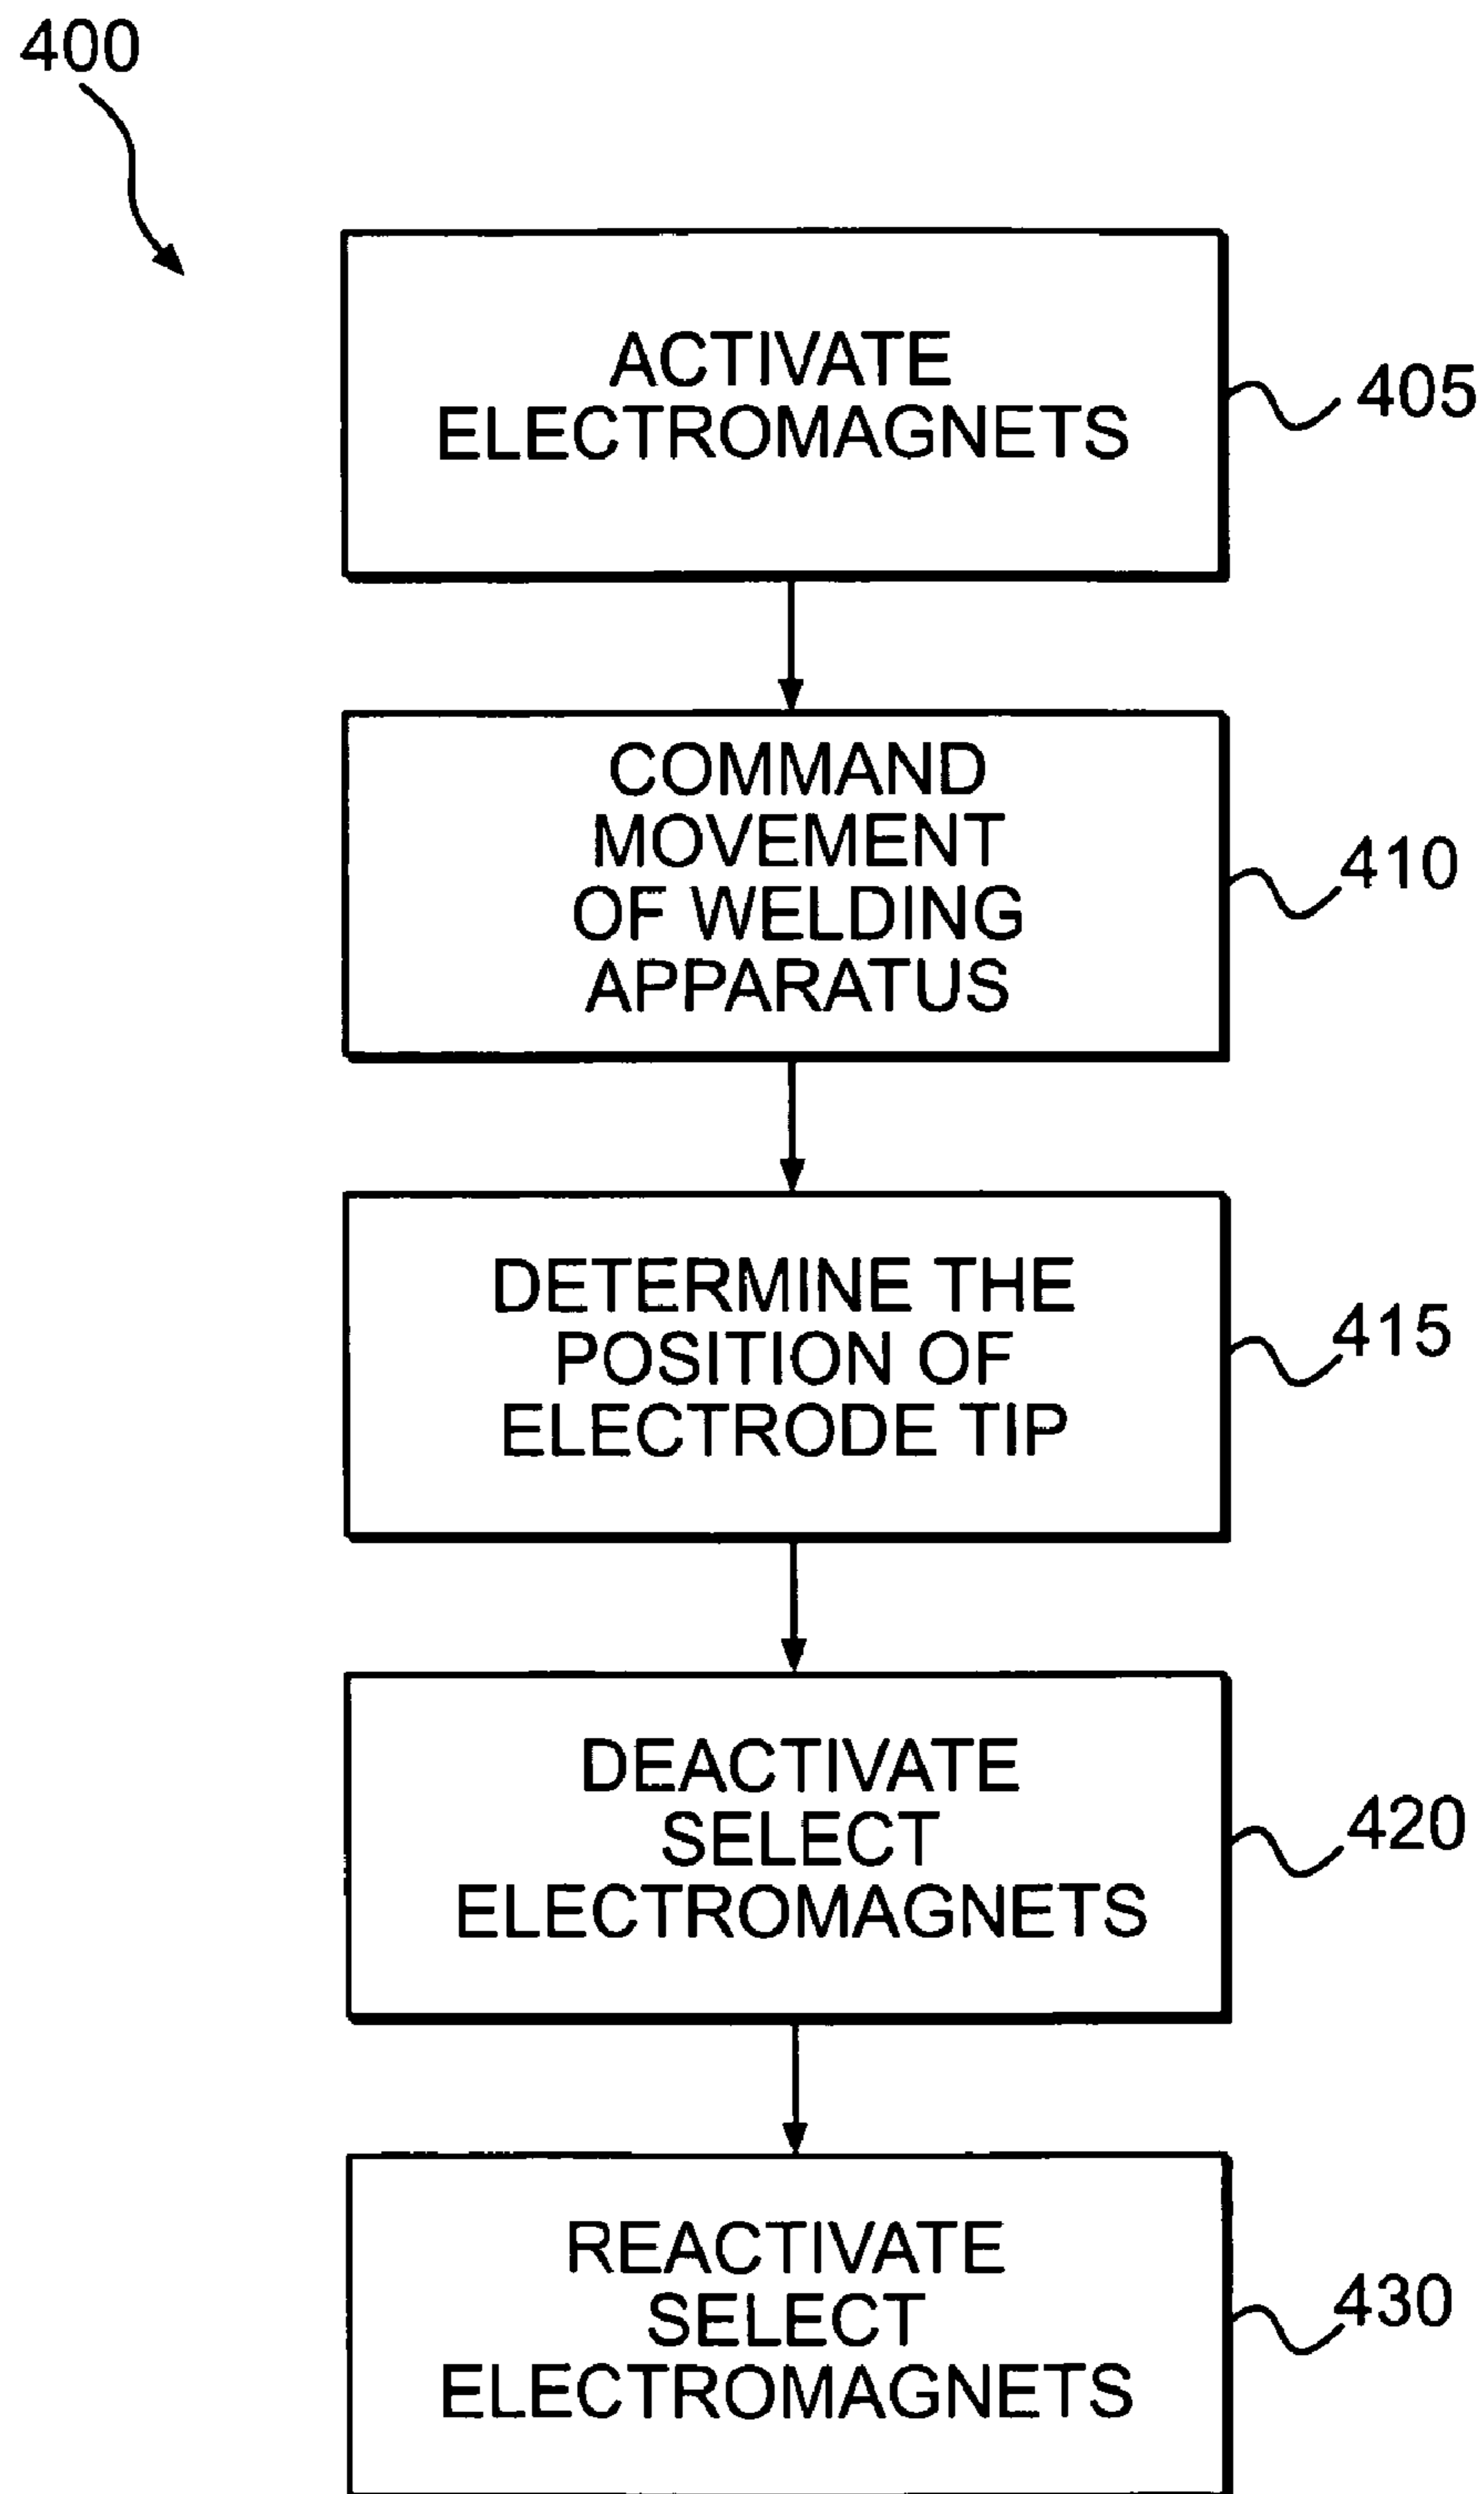 400
ACTIVATE
ELECTROMAGNETS
405
COMMAND
MOVEMENT
OF WELDING
APPARATUS
410
DETERMINE THE
POSITION OF
ELECTRODE TIP
415
DEACTIVATE
SELECT
ELECTROMAGNETS
420
REACTIVATE
SELECT
ELECTROMAGNETS
430